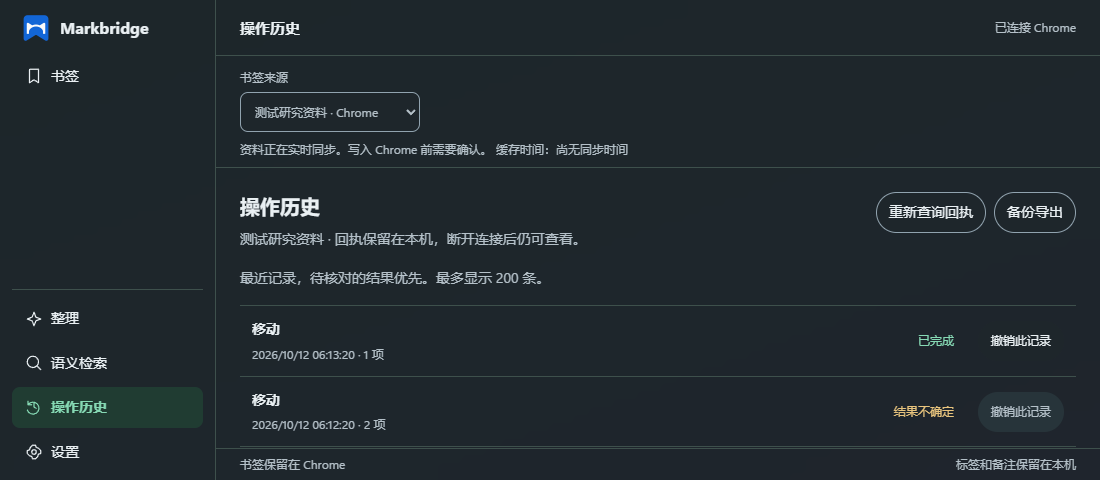 Markbridge
书签
整理
语义检索
操作历史
设置
操作历史
已连接 Chrome
书签来源
测试研究资料 · Chrome
资料正在实时同步。写入 Chrome 前需要确认。 缓存时间：尚无同步时间
操作历史
重新查询回执
备份导出
测试研究资料 · 回执保留在本机，断开连接后仍可查看。
最近记录，待核对的结果优先。最多显示 200 条。
移动
2026/10/12 06:13:20 · 1 项
已完成
撤销此记录
移动
2026/10/12 06:12:20 · 2 项
结果不确定
撤销此记录
书签保留在 Chrome
标签和备注保留在本机